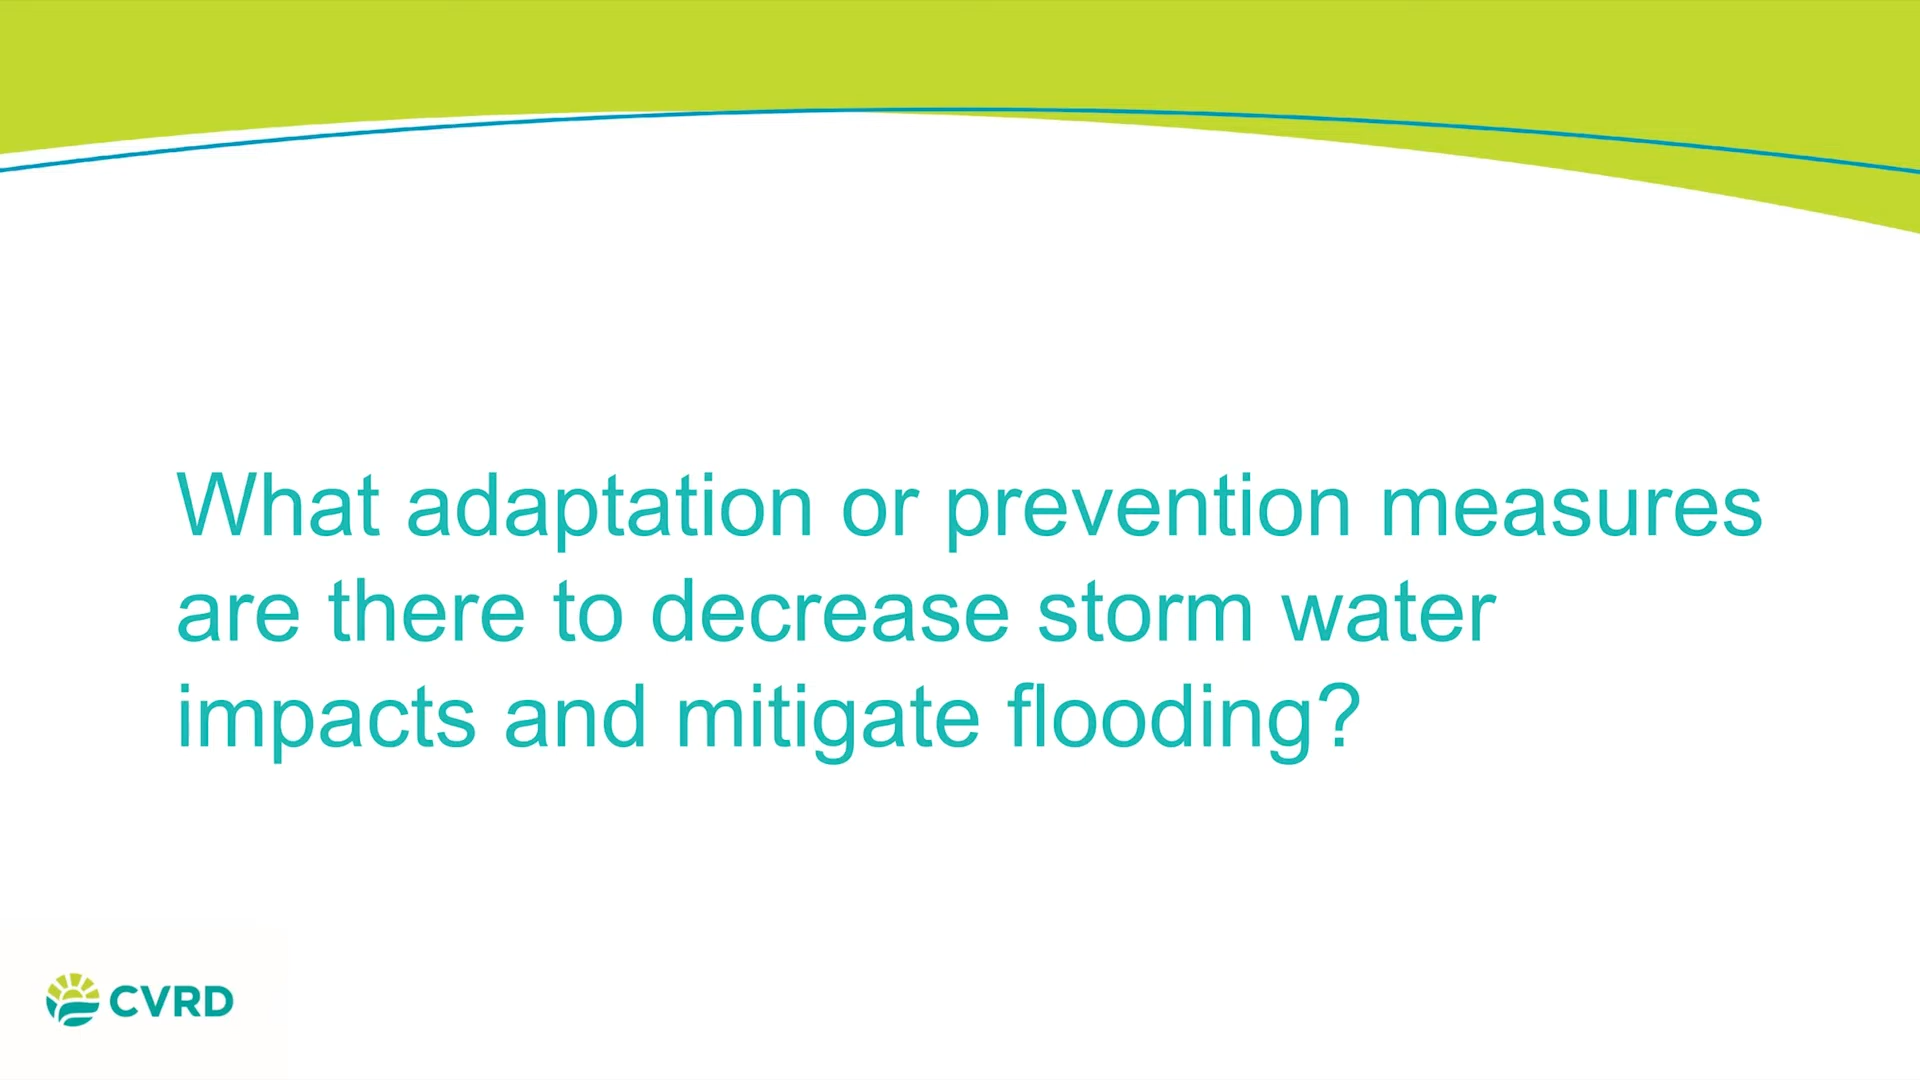 What adaptation or prevention measures
are there to decrease storm water
impacts and mitigate flooding?
CVRD